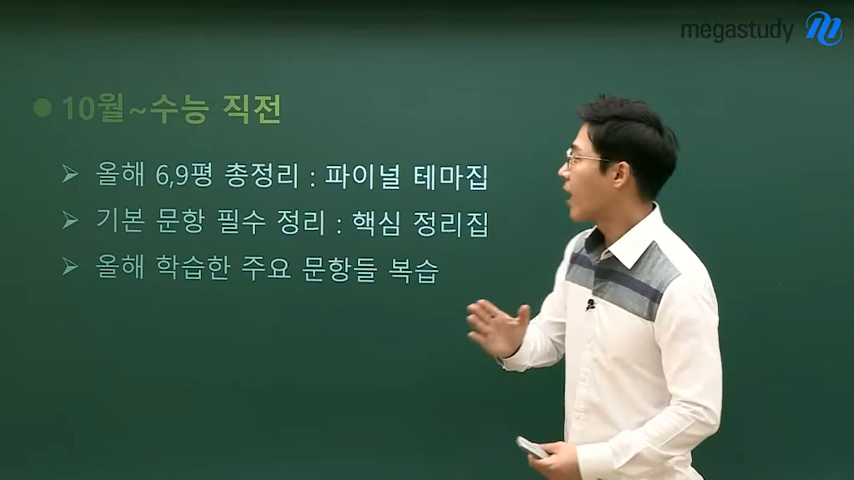 megastudy
10월~수능 직전
올해 6,9평 총정리 : 파이널 테마집
기본 문항 필수 정리 : 핵심 정리집
올해 학습한 주요 문항들 복습